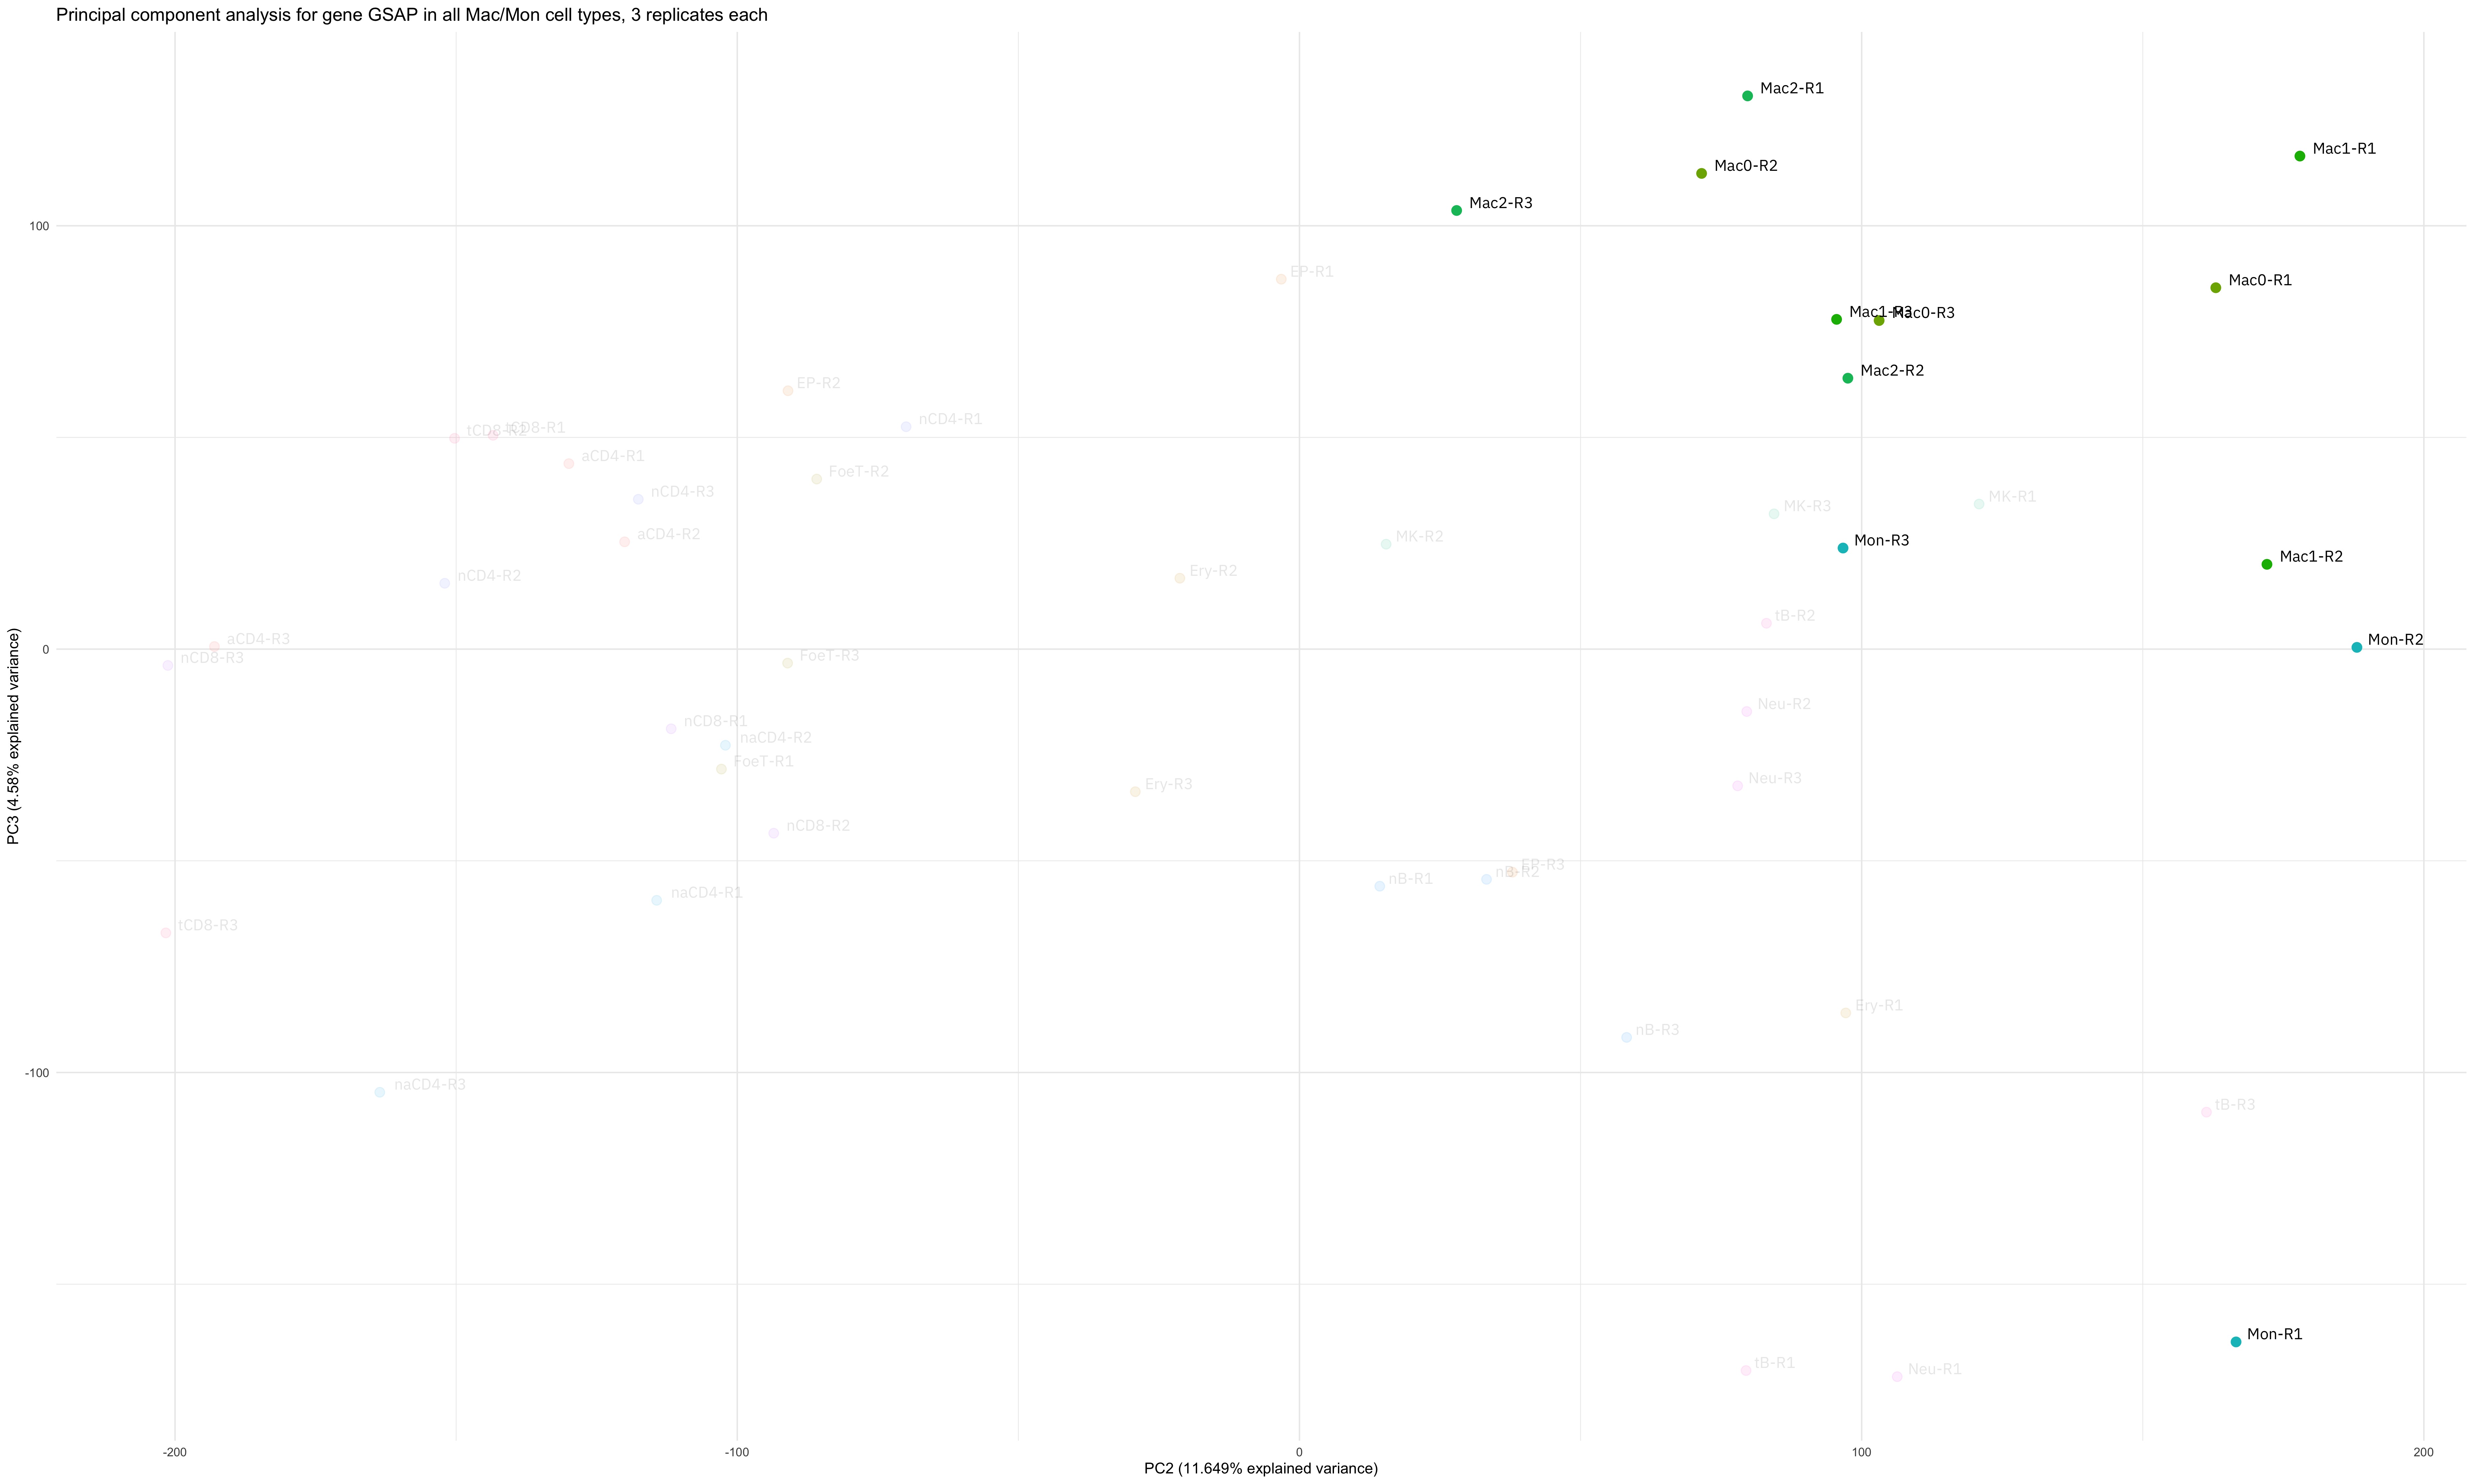 Principal component analysis for gene GSAP in all Mac/Mon cell types, 3 replicates each
Mac2-R1
Mac1-R1
Mac0-R2
Mac2-R3
100
EP-R1
Mac0-R1
Mac1-R3
Mac0-R3
Mac2-R2
EP-R2
nCD4-R1
tCD8-R2
tCD8-R1
aCD4-R1
FoeT-R2
nCD4-R3
MK-R3
MK-R1
aCD4-R2
MK-R2
Mon-R3
Mac1-R2
nCD4-R2
Ery-R2
tB-R2
aCD4-R3
Mon-R2
0
nCD8-R3
FoeT-R3
Neu-R2
nCD8-R1
naCD4-R2
FoeT-R1
Neu-R3
Ery-R3
nCD8-R2
EP-R3
nB-R1
nB-R2
naCD4-R1
tCD8-R3
Ery-R1
nB-R3
-100
naCD4-R3
tB-R3
Mon-R1
tB-R1
Neu-R1
PC3 (4.58% explained variance)
-200
-100
0
100
200
PC2 (11.649% explained variance)